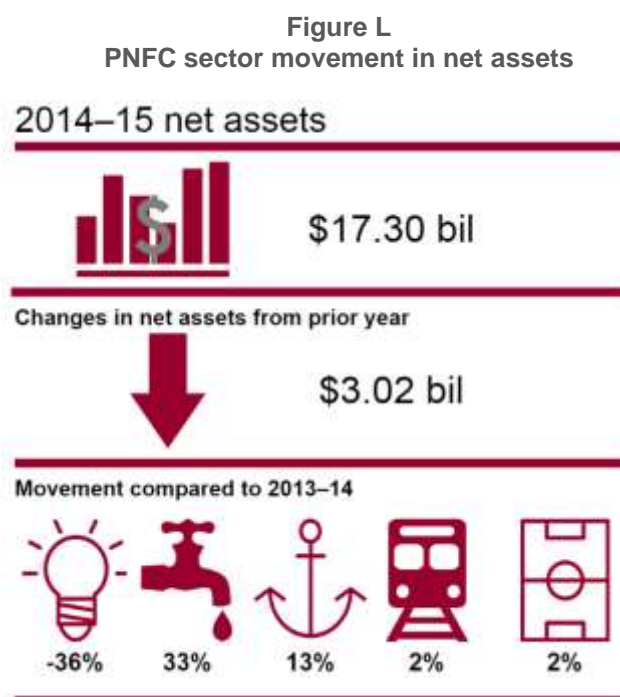 Figure L
PNFC sector movement in net assets
2014–15 net assets
$
$17.30 bil
Changes in net assets from prior year
$3.02 bil
Movement compared to 2013–14
-36% 33% 13% 2% 2%